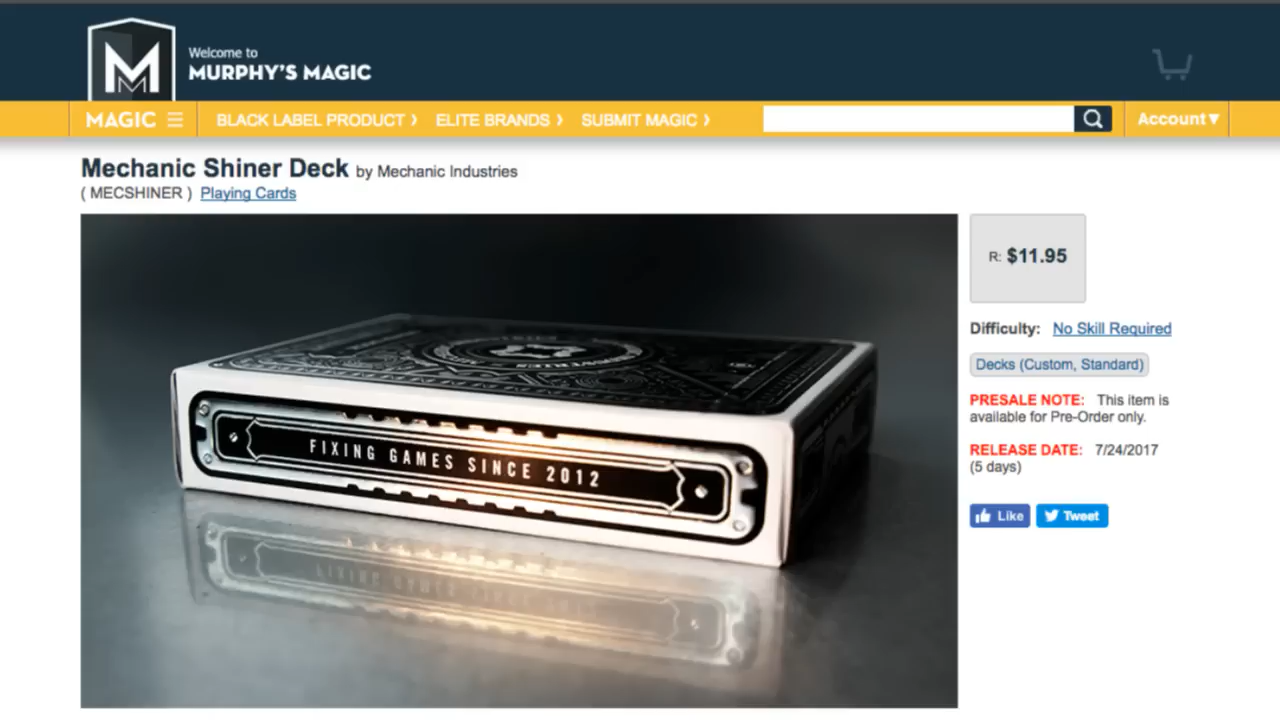 Welcome to
MURPHY'S MAGIC
MAGIC
BLACK LABEL PRODUCT
ELITE BRANDS
SUBMIT MAGIC
Account
Mechanic Shiner Deck by Mechanic Industries
( MECSHINER ) Playing Cards
R: $11.95
Difficulty: No Skill Required
Decks (Custom, Standard)
PRESALE NOTE: This item is
available for Pre-Order only.
RELEASE DATE: 7/24/2017
(5 days)
Like
Tweet
FIXING GAMES SINCE 2012